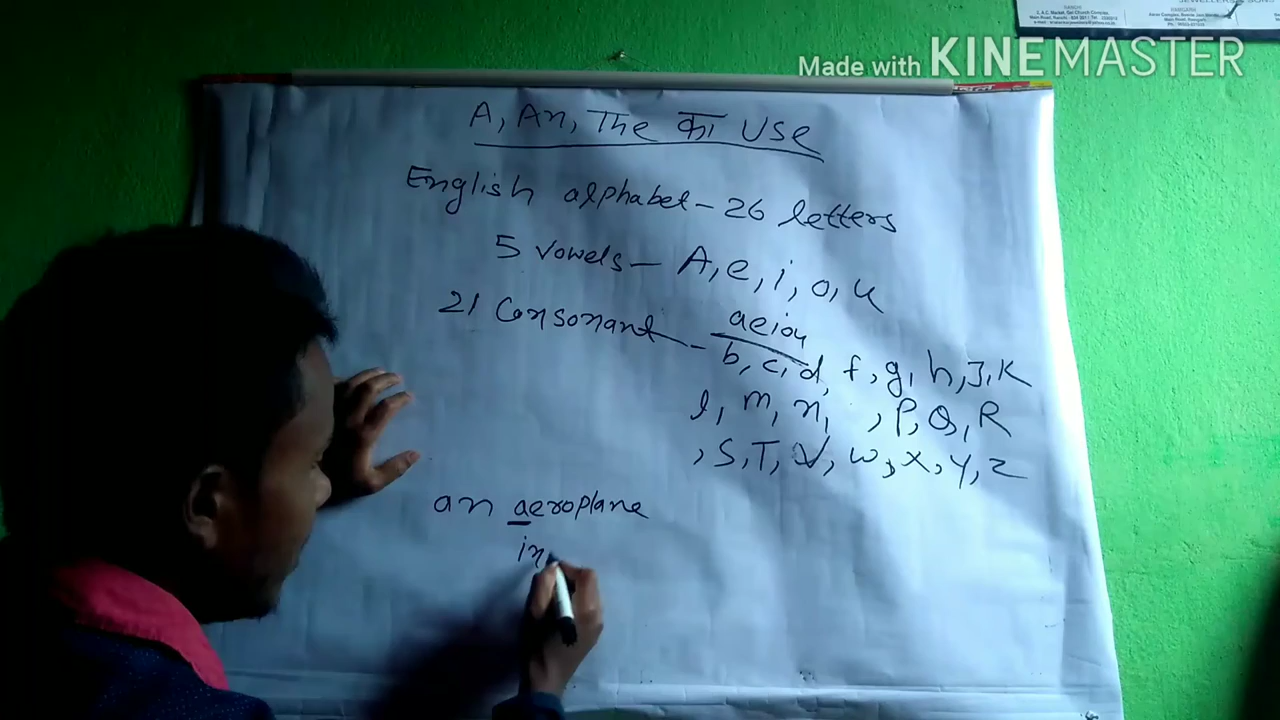 Made with KINEMASTER
A, An, The का Use
English alphabet - 26 letters
5 vowels - A, e, i, o, u
21 Consonant - aeiou
b, c, d, f, g, h, J, K
l, m, n, , P, Q, R
, S, T, V, w, x, y, z
an aeroplane
in